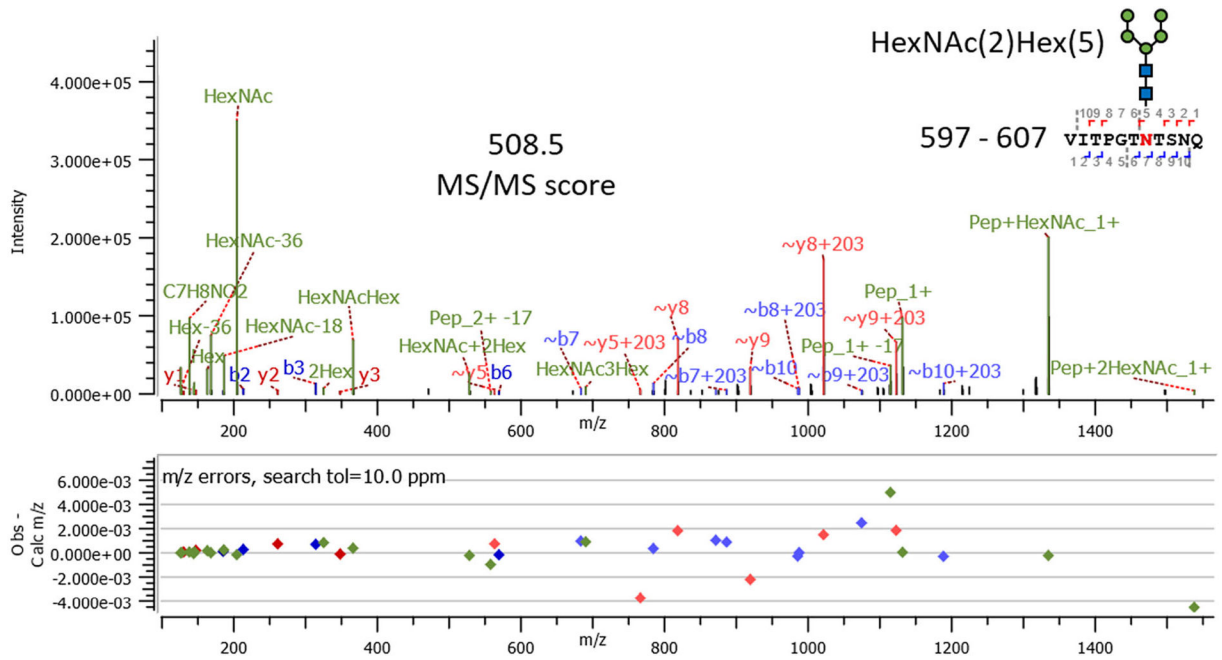 HexNAc(2)Hex(5)
597 - 607
109 8 7 6 5 4 3 2 1
VITPGTNTSNQ
1 2 3 4 5 6 7 8 9 10
508.5
MS/MS score
Intensity
4.000e+05
3.000e+05
2.000e+05
1.000e+05
0.000e+00
HexNAc
HexNAc-36
C7H8NO2
Hex-36
HexNAc-18
Hex
HexNAcHex
y1
b2
y2
b3
2Hex
y3
Pep_2+ -17
HexNAc+2Hex
~y5
b6
~b7
HexNAc3Hex
~y5+203
~y8
~b8
~b7+203
~y9
~b10
~b8+203
~y8+203
Pep_1+
~y9+203
Pep_1+ -17
~b9+203
~b10+203
Pep+HexNAc_1+
Pep+2HexNAc_1+
200 400 600 800 1000 1200 1400
m/z
m/z errors, search tol=10.0 ppm
Obs -
Calc m/z
6.000e-03
4.000e-03
2.000e-03
0.000e+00
-2.000e-03
-4.000e-03
200 400 600 800 1000 1200 1400
m/z